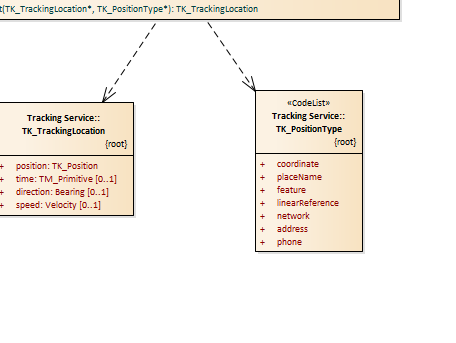 t(TK_TrackingLocation*, TK_PositionType*): TK_TrackingLocation
Tracking Service::
TK_TrackingLocation
{root}
+ position: TK_Position
+ time: TM_Primitive [0..1]
+ direction: Bearing [0..1]
+ speed: Velocity [0..1]
«CodeList»
Tracking Service::
TK_PositionType
{root}
+ coordinate
+ placeName
+ feature
+ linearReference
+ network
+ address
+ phone